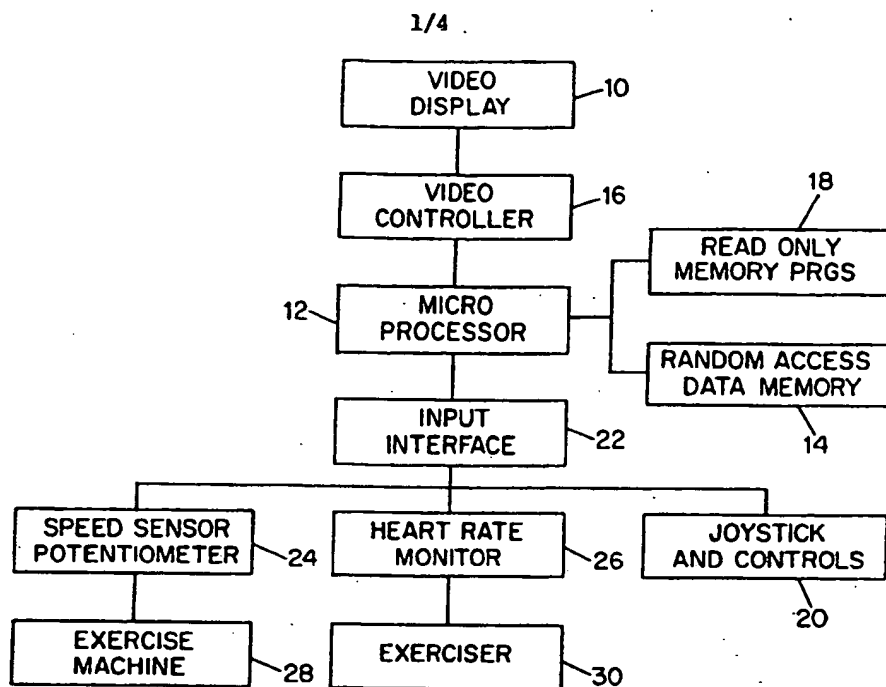 1/4
VIDEO
DISPLAY
10
VIDEO
CONTROLLER
16
18
READ ONLY
MEMORY PRGS
12
MICRO
PROCESSOR
RANDOM ACCESS
DATA MEMORY
14
INPUT
INTERFACE
22
SPEED SENSOR
POTENTIOMETER
24
HEART RATE
MONITOR
26
JOYSTICK
AND CONTROLS
20
EXERCISE
MACHINE
28
EXERCISER
30